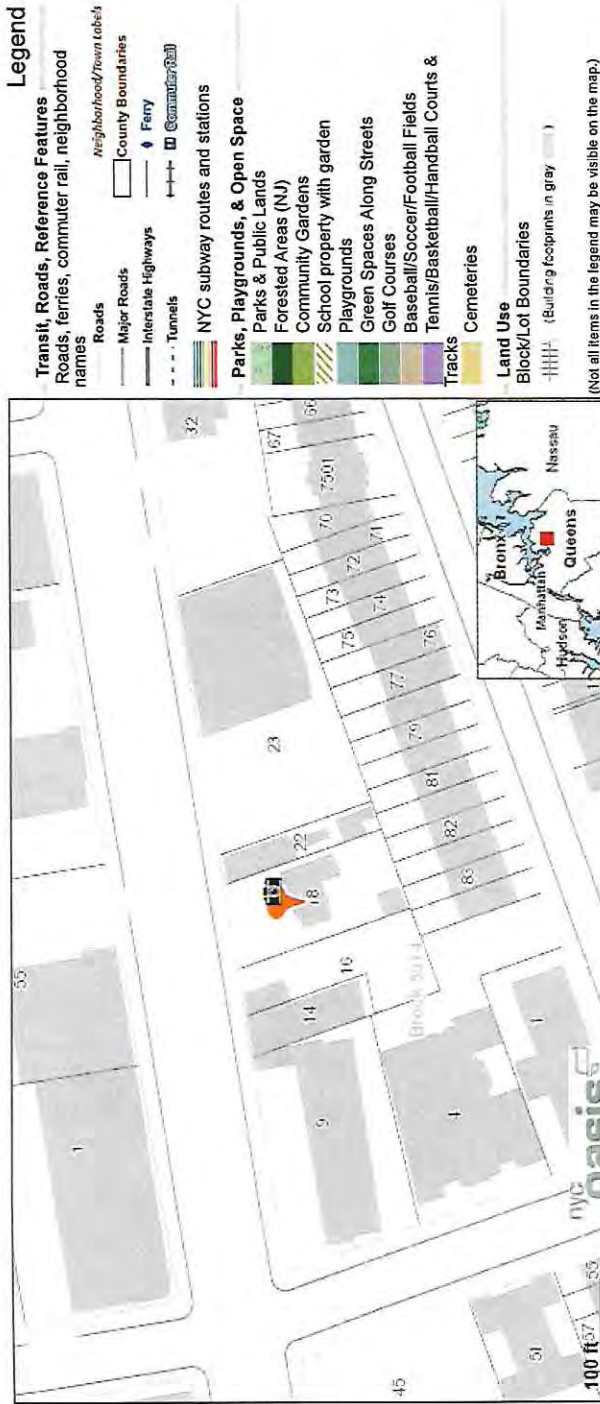 Legend
Transit, Roads, Reference Features
Roads, ferries, commuter rail, neighborhood
names
Neighborhood/Town Labels
Roads
County Boundaries
Major Roads
Ferry
Interstate Highways
Commuter Rail
Tunnels
NYC subway routes and stations
Parks, Playgrounds, & Open Space
Parks & Public Lands
Forested Areas (NJ)
Community Gardens
School property with garden
Playgrounds
Green Spaces Along Streets
Golf Courses
Baseball/Soccer/Football Fields
Tennis/Basketball/Handball Courts &
Tracks
Cemeteries
Land Use
Block/Lot Boundaries
(Building footprints in gray)
(Not all items in the legend may be visible on the map.)
55
1
32
67
66
7501
70
71
72
73
74
75
76
77
79
81
82
83
23
22
18
16
14
9
4
1
45
51
57
55
100 ft
nyc
oasis
Bronx
Nassau
Manhattan
Queens
Hudson